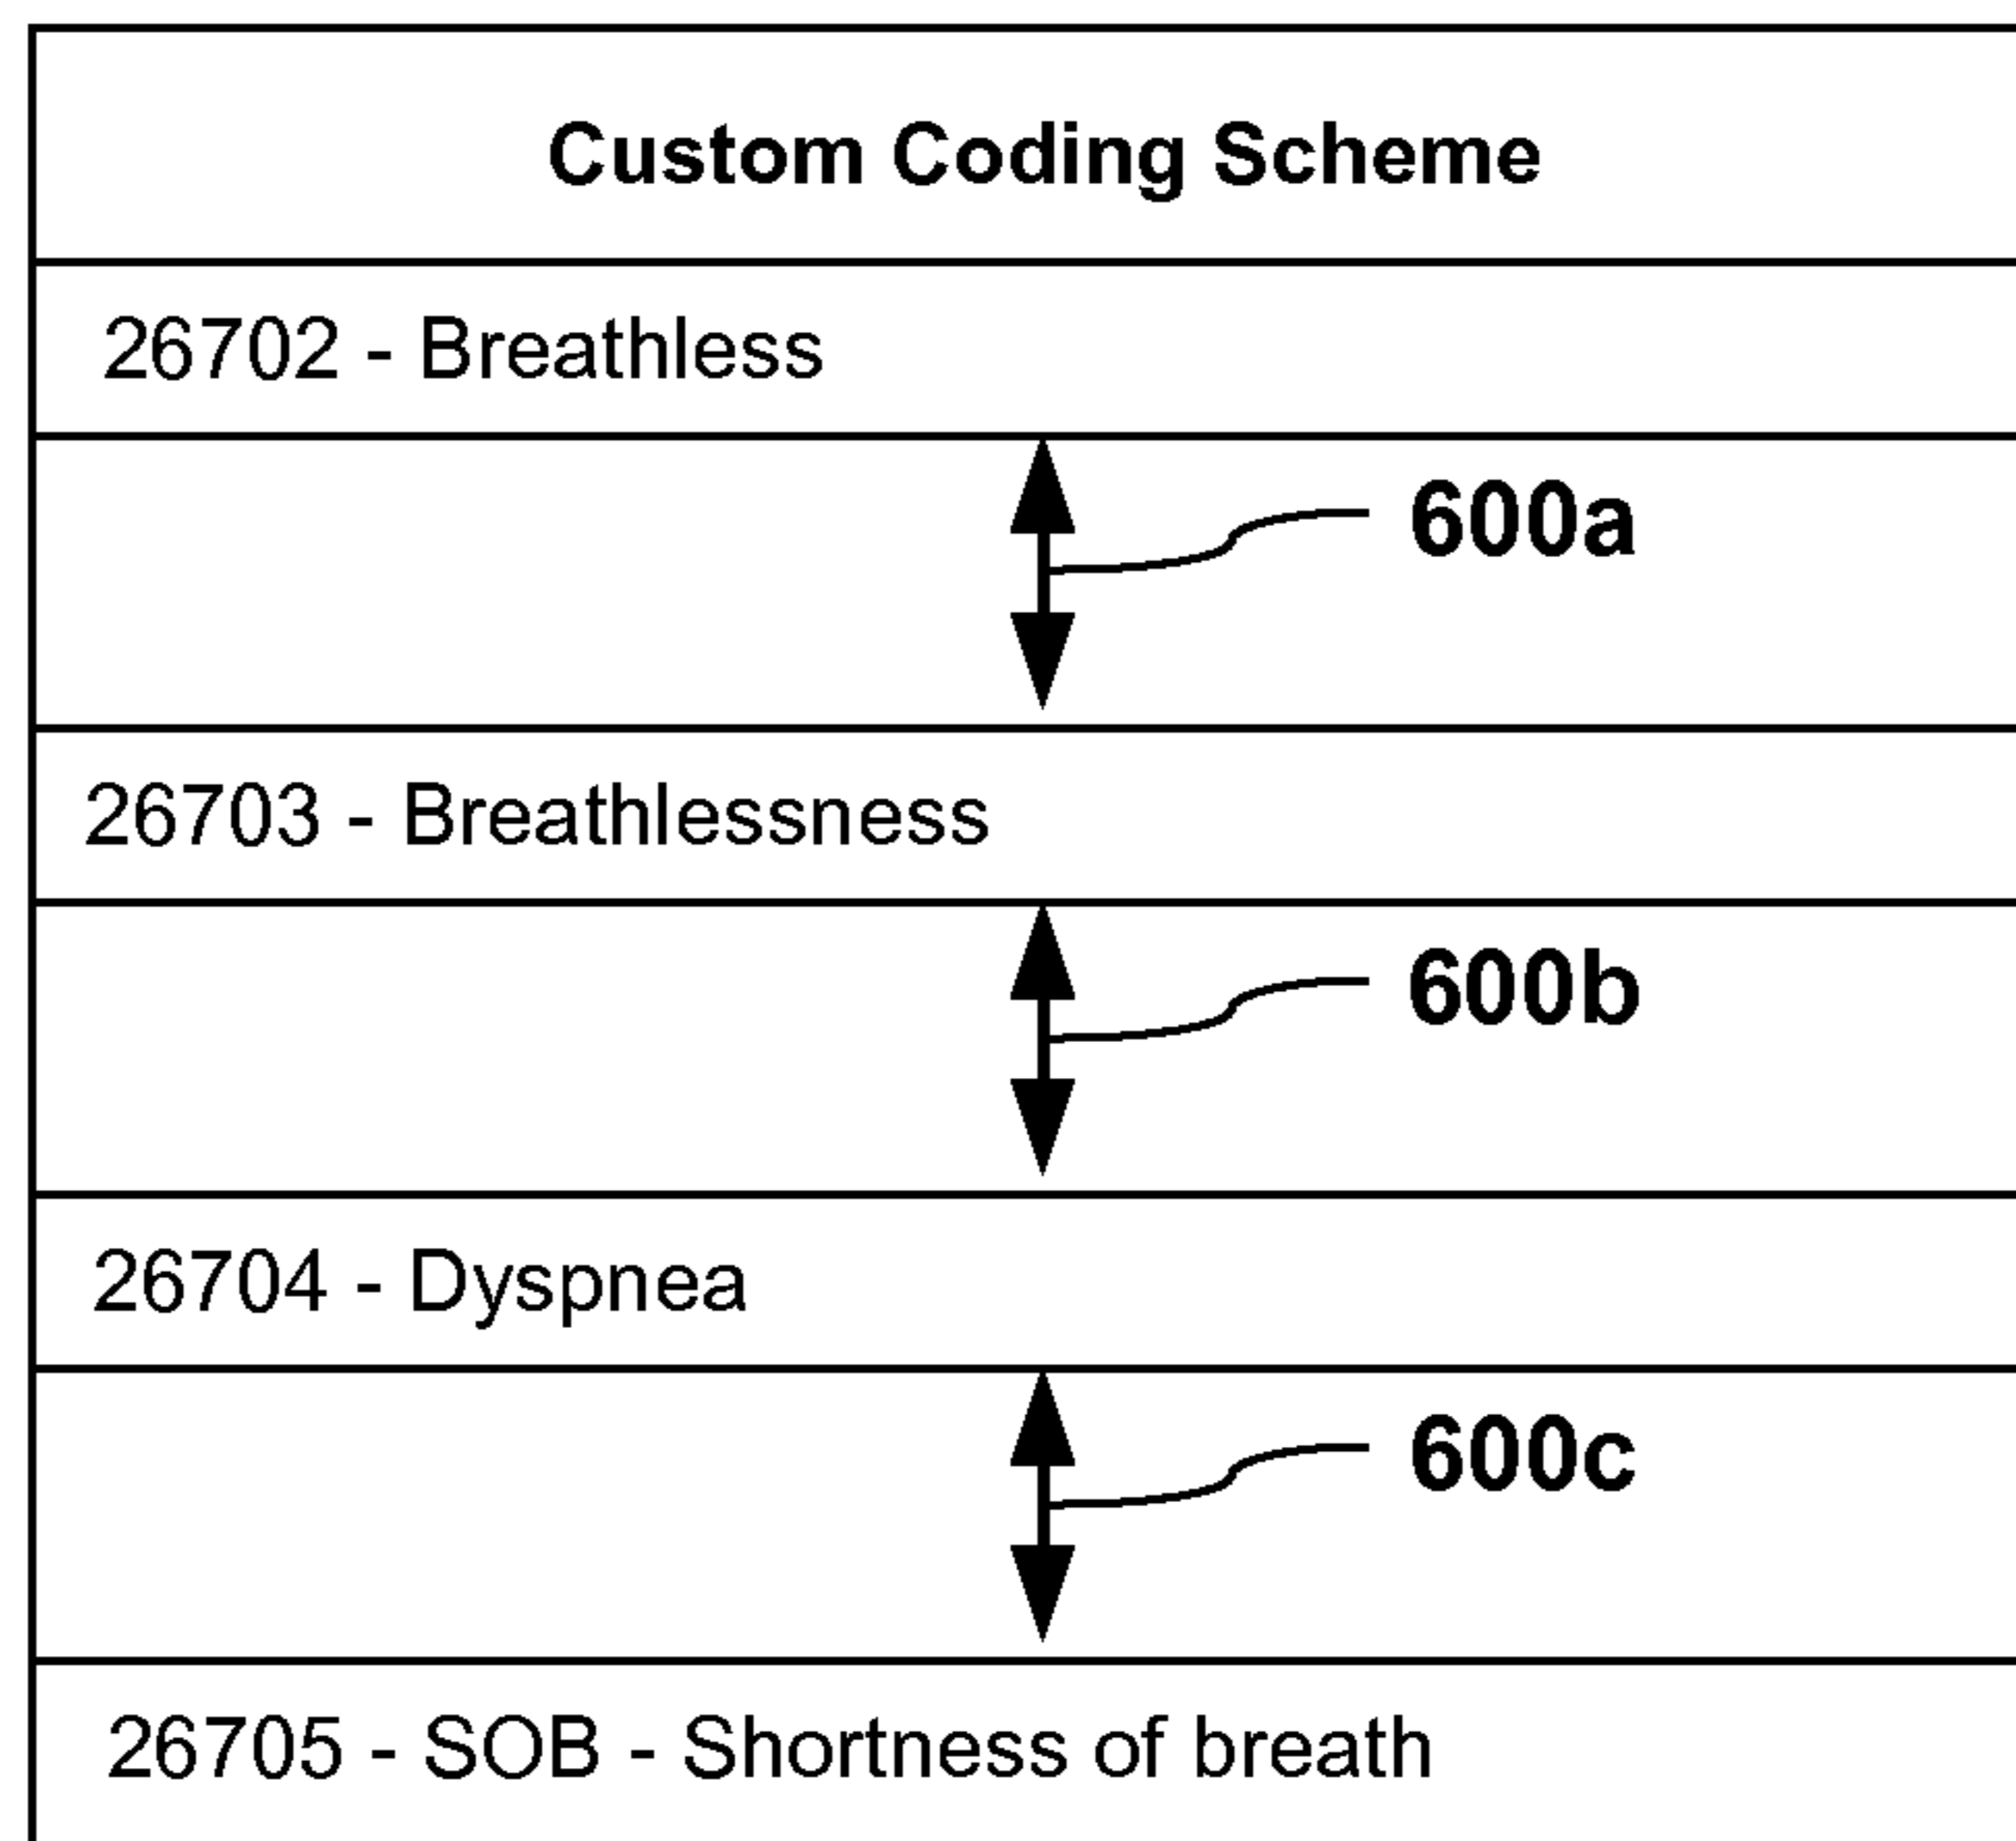 Custom Coding Scheme
26702 - Breathless
600a
26703 - Breathlessness
600b
26704 - Dyspnea
600c
26705 - SOB - Shortness of breath